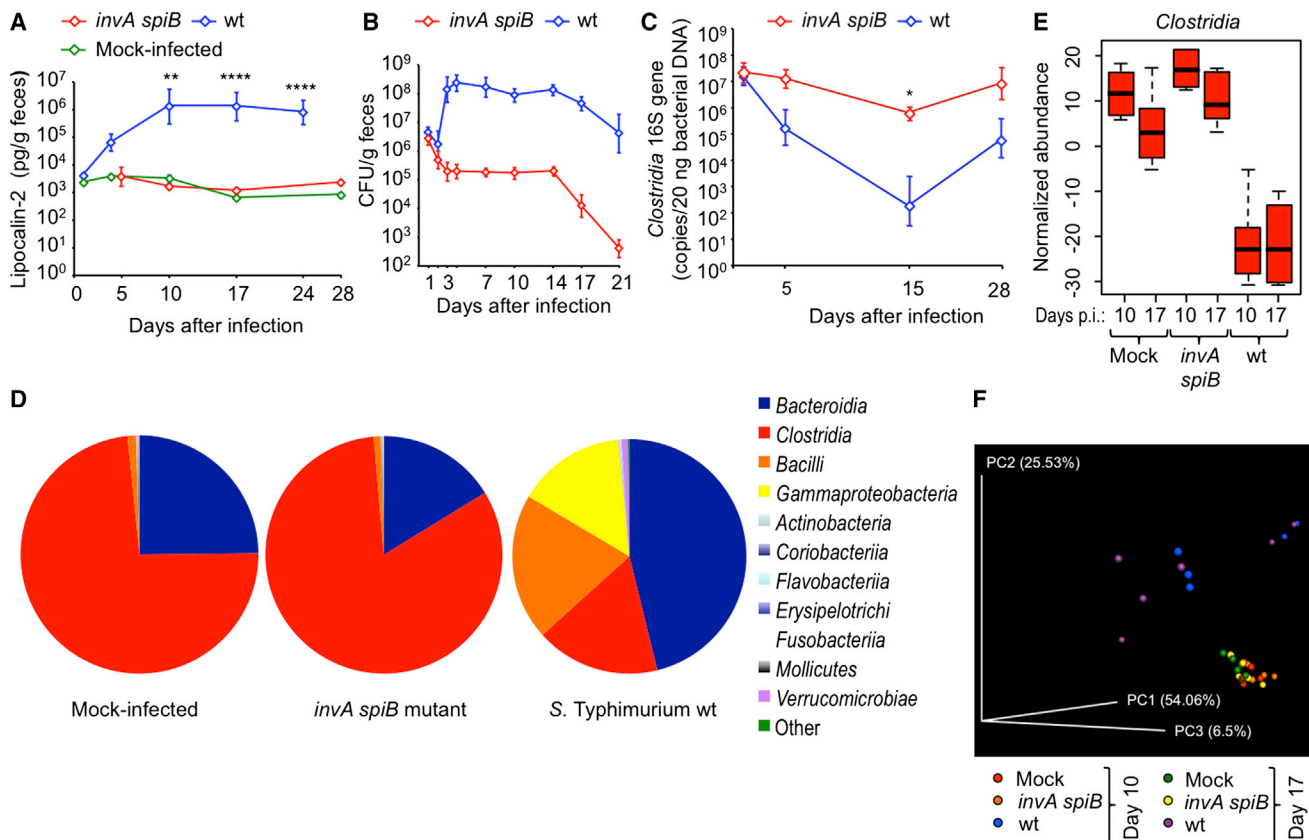 A
invA spiB
wt
Mock-infected
Lipocalin-2 (pg/g feces)
10⁷
10⁶
10⁵
10⁴
10³
10²
10¹
10⁰
**
****
****
0 5 10 17 24 28
Days after infection
B
invA spiB
wt
CFU/g feces
10⁹
10⁸
10⁷
10⁶
10⁵
10⁴
10³
10²
1 3 7 10 14 17 21
Days after infection
C
invA spiB
wt
Clostridia 16S gene
(copies/20 ng bacterial DNA)
10⁹
10⁸
10⁷
10⁶
10⁵
10⁴
10³
10²
10¹
10⁰
*
5 15 28
Days after infection
E
Clostridia
Normalized abundance
20
10
0
-10
-20
-30
Days p.i.: 10 17 10 17 10 17
Mock
invA
spiB
wt
D
Mock-infected
invA spiB mutant
S. Typhimurium wt
Bacteroidia
Clostridia
Bacilli
Gammaproteobacteria
Actinobacteria
Coriobacteriia
Flavobacteriia
Erysipelotrichi
Fusobacteriia
Mollicutes
Verrucomicrobiae
Other
F
PC2 (25.53%)
PC1 (54.06%)
PC3 (6.5%)
Mock
invA spiB
wt
Day 10
Mock
invA spiB
wt
Day 17